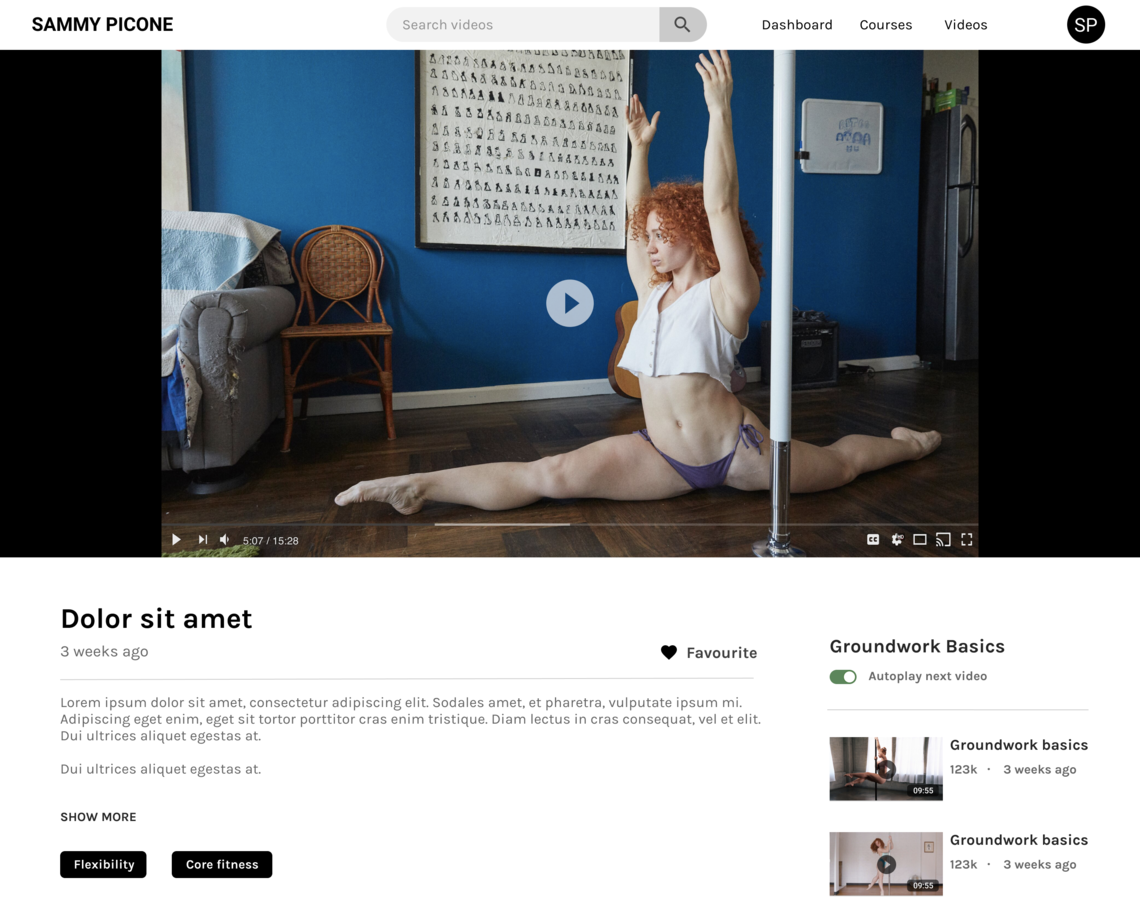 SAMMY PICONE
Search videos
Dashboard
Courses
Videos
SP
5:07 / 15:28
CC
HD
Dolor sit amet
3 weeks ago
Favourite
Lorem ipsum dolor sit amet, consectetur adipiscing elit. Sodales amet, et pharetra, vulputate ipsum mi.
Adipiscing eget enim, eget sit tortor porttitor cras enim tristique. Diam lectus in cras consequat, vel et elit.
Dui ultrices aliquet egestas at.
Dui ultrices aliquet egestas at.
SHOW MORE
Flexibility
Core fitness
Groundwork Basics
Autoplay next video
09:55
Groundwork basics
123k · 3 weeks ago
09:55
Groundwork basics
123k · 3 weeks ago